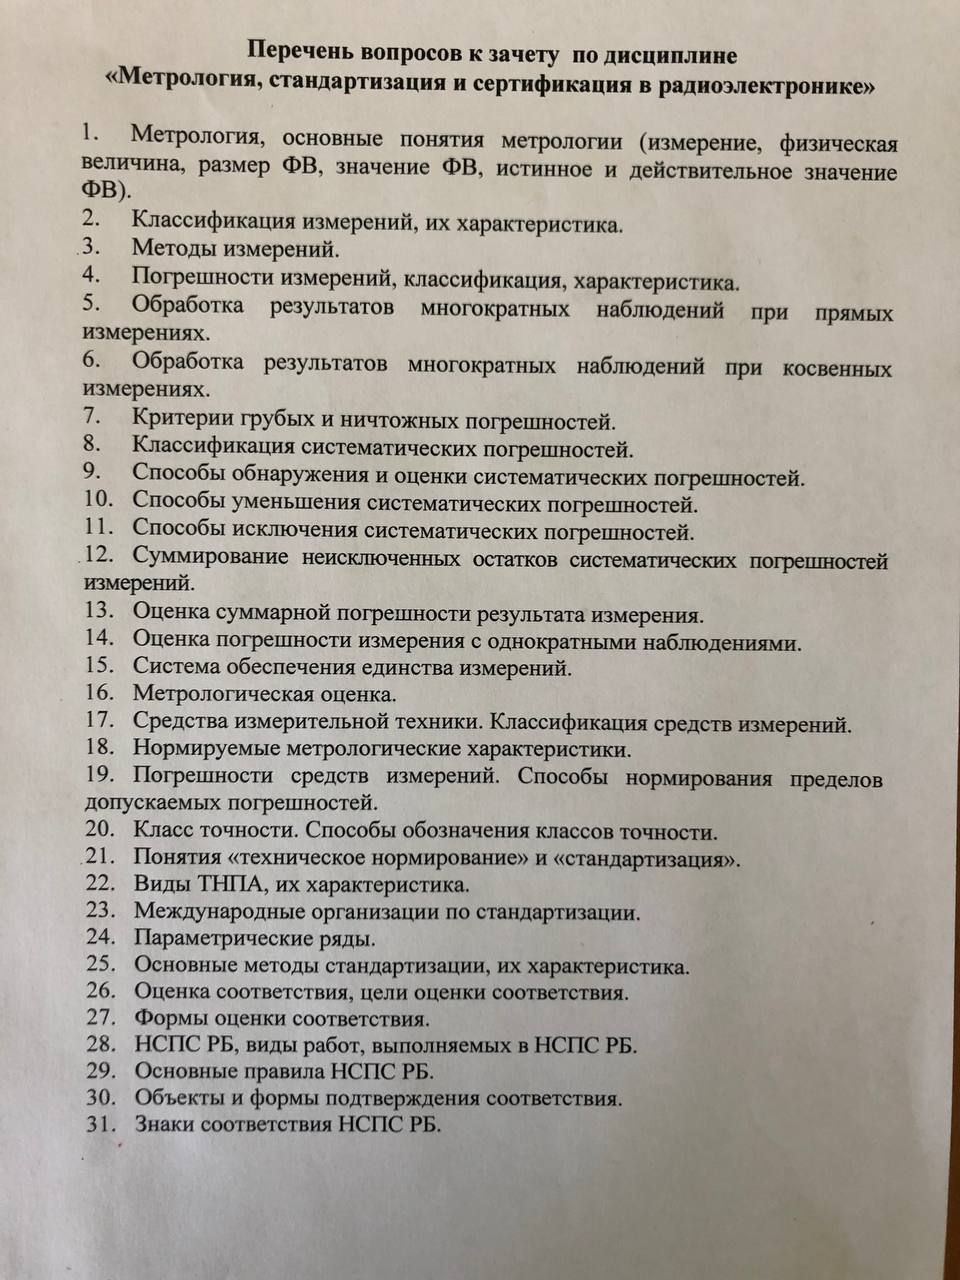 Перечень вопросов к зачету по дисциплине
«Метрология, стандартизация и сертификация в радиоэлектронике»
1. Метрология, основные понятия метрологии (измерение, физическая
величина, размер ФВ, значение ФВ, истинное и действительное значение
ФВ).
2. Классификация измерений, их характеристика.
3. Методы измерений.
4. Погрешности измерений, классификация, характеристика.
5. Обработка результатов многократных наблюдений при прямых
измерениях.
6. Обработка результатов многократных наблюдений при косвенных
измерениях.
7. Критерии грубых и ничтожных погрешностей.
8. Классификация систематических погрешностей.
9. Способы обнаружения и оценки систематических погрешностей.
10. Способы уменьшения систематических погрешностей.
11. Способы исключения систематических погрешностей.
12. Суммирование неисключенных остатков систематических погрешностей
измерений.
13. Оценка суммарной погрешности результата измерения.
14. Оценка погрешности измерения с однократными наблюдениями.
15. Система обеспечения единства измерений.
16. Метрологическая оценка.
17. Средства измерительной техники. Классификация средств измерений.
18. Нормируемые метрологические характеристики.
19. Погрешности средств измерений. Способы нормирования пределов
допускаемых погрешностей.
20. Класс точности. Способы обозначения классов точности.
21. Понятия «техническое нормирование» и «стандартизация».
22. Виды ТНПА, их характеристика.
23. Международные организации по стандартизации.
24. Параметрические ряды.
25. Основные методы стандартизации, их характеристика.
26. Оценка соответствия, цели оценки соответствия.
27. Формы оценки соответствия.
28. НСПС РБ, виды работ, выполняемых в НСПС РБ.
29. Основные правила НСПС РБ.
30. Объекты и формы подтверждения соответствия.
31. Знаки соответствия НСПС РБ.